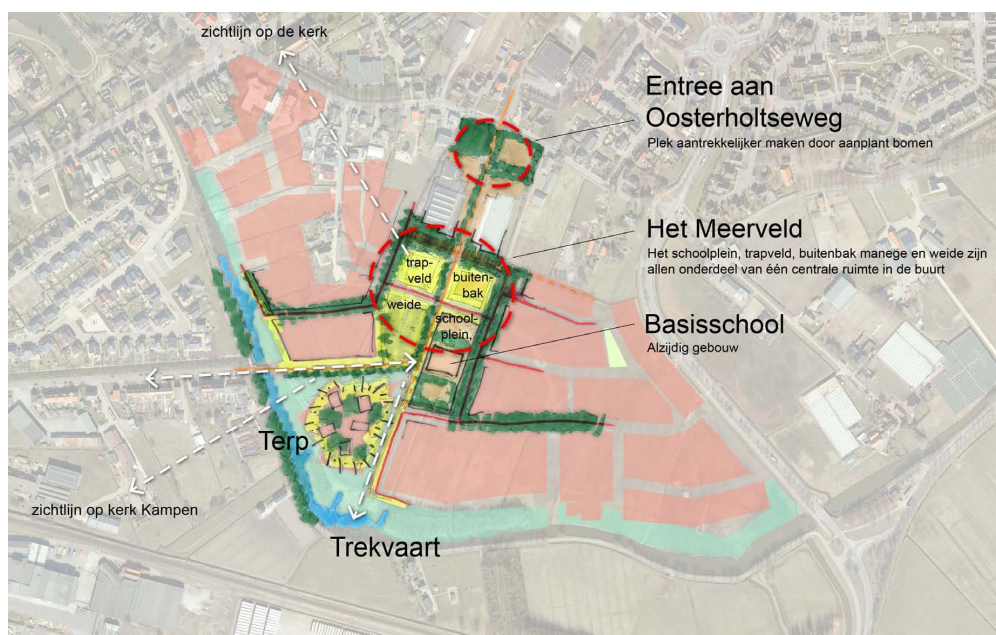 zichtlijn op de kerk
Entree aan
Oosterholtseweg
Plek aantrekkelijker maken door aanplant bomen
Het Meerveld
Het schoolplein, trapveld, buitenbak manege en weide zijn
allen onderdeel van één centrale ruimte in de buurt
trap-
veld
buiten-
bak
weide
school-
plein,
Basisschool
Alzijdig gebouw
Terp
zichtlijn op kerk Kampen
Trekvaart